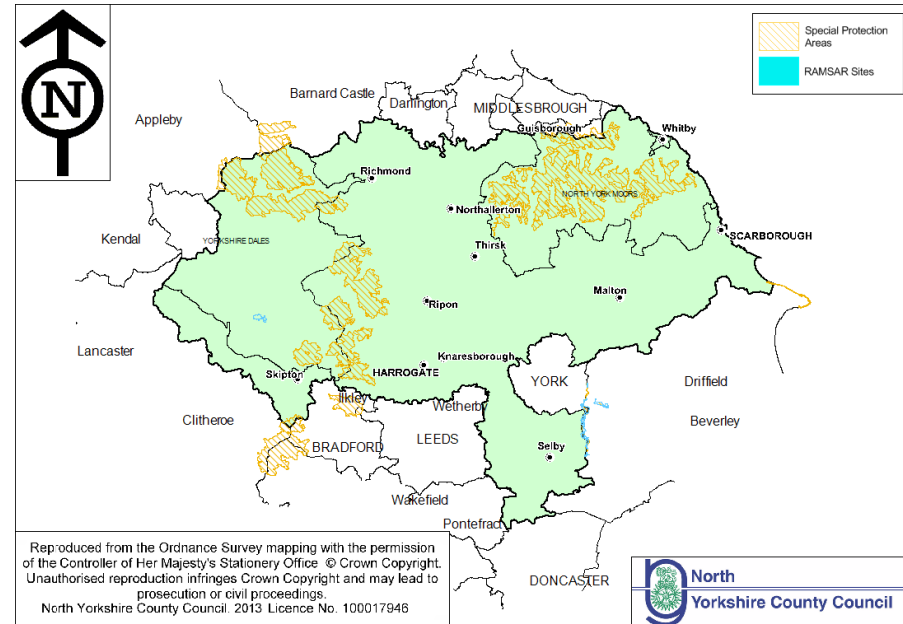 N
Special Protection
Areas
RAMSAR Sites
Barnard Castle
Darlington
MIDDLESBROUGH
Appleby
Guisborough
Whitby
Richmond
NORTH YORK MOORS
Northallerton
Kendal
YORKSHIRE DALES
SCARBOROUGH
Thirsk
Malton
Ripon
Lancaster
Knaresborough
HARROGATE
Skipton
YORK
Driffield
Ilkley
Wetherby
Clitheroe
Beverley
BRADFORD
LEEDS
Selby
Wakefield
Pontefract
DONCASTER
Reproduced from the Ordnance Survey mapping with the permission
of the Controller of Her Majesty's Stationery Office © Crown Copyright.
Unauthorised reproduction infringes Crown Copyright and may lead to
prosecution or civil proceedings.
North Yorkshire County Council. 2013 Licence No. 100017946
North
Yorkshire County Council